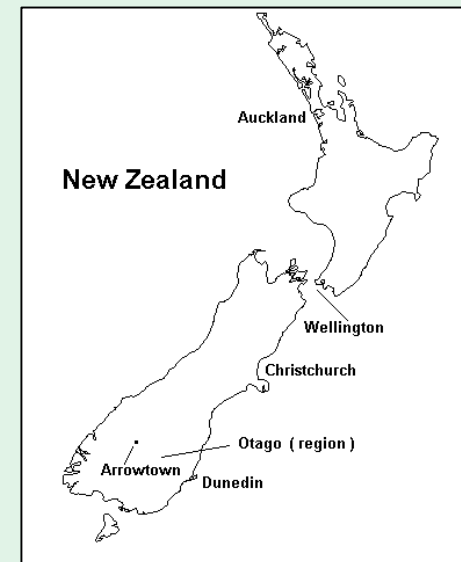 Auckland
New Zealand
Wellington
Christchurch
Otago ( region )
Arrowtown
Dunedin